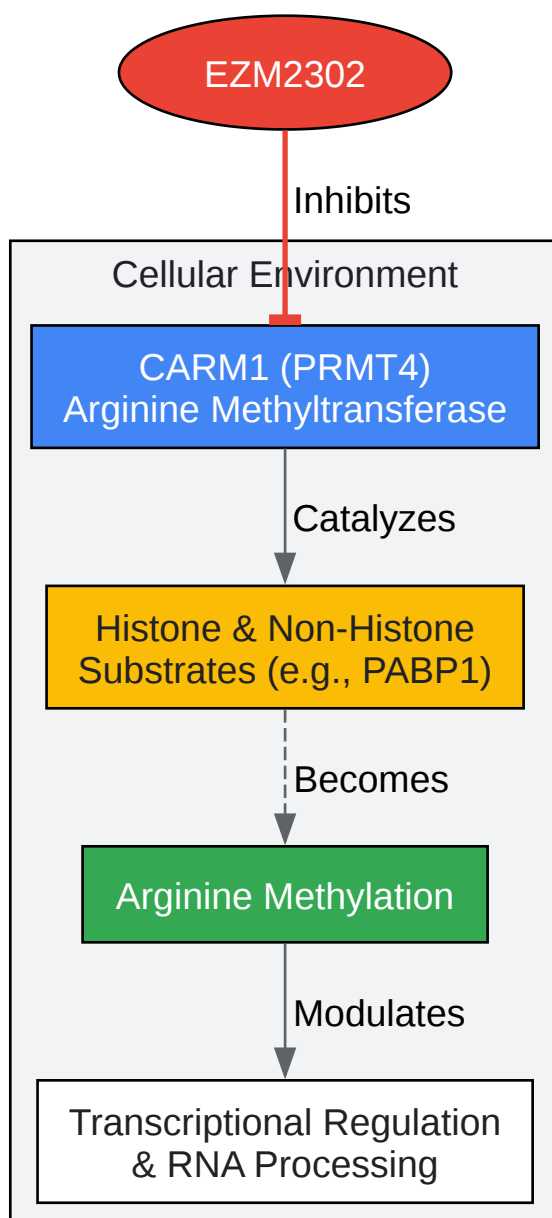 EZM2302
Inhibits
Cellular Environment
CARM1 (PRMT4)
Arginine Methyltransferase
Catalyzes
Histone & Non-Histone
Substrates (e.g., PABP1)
Becomes
Arginine Methylation
Modulates
Transcriptional Regulation
& RNA Processing